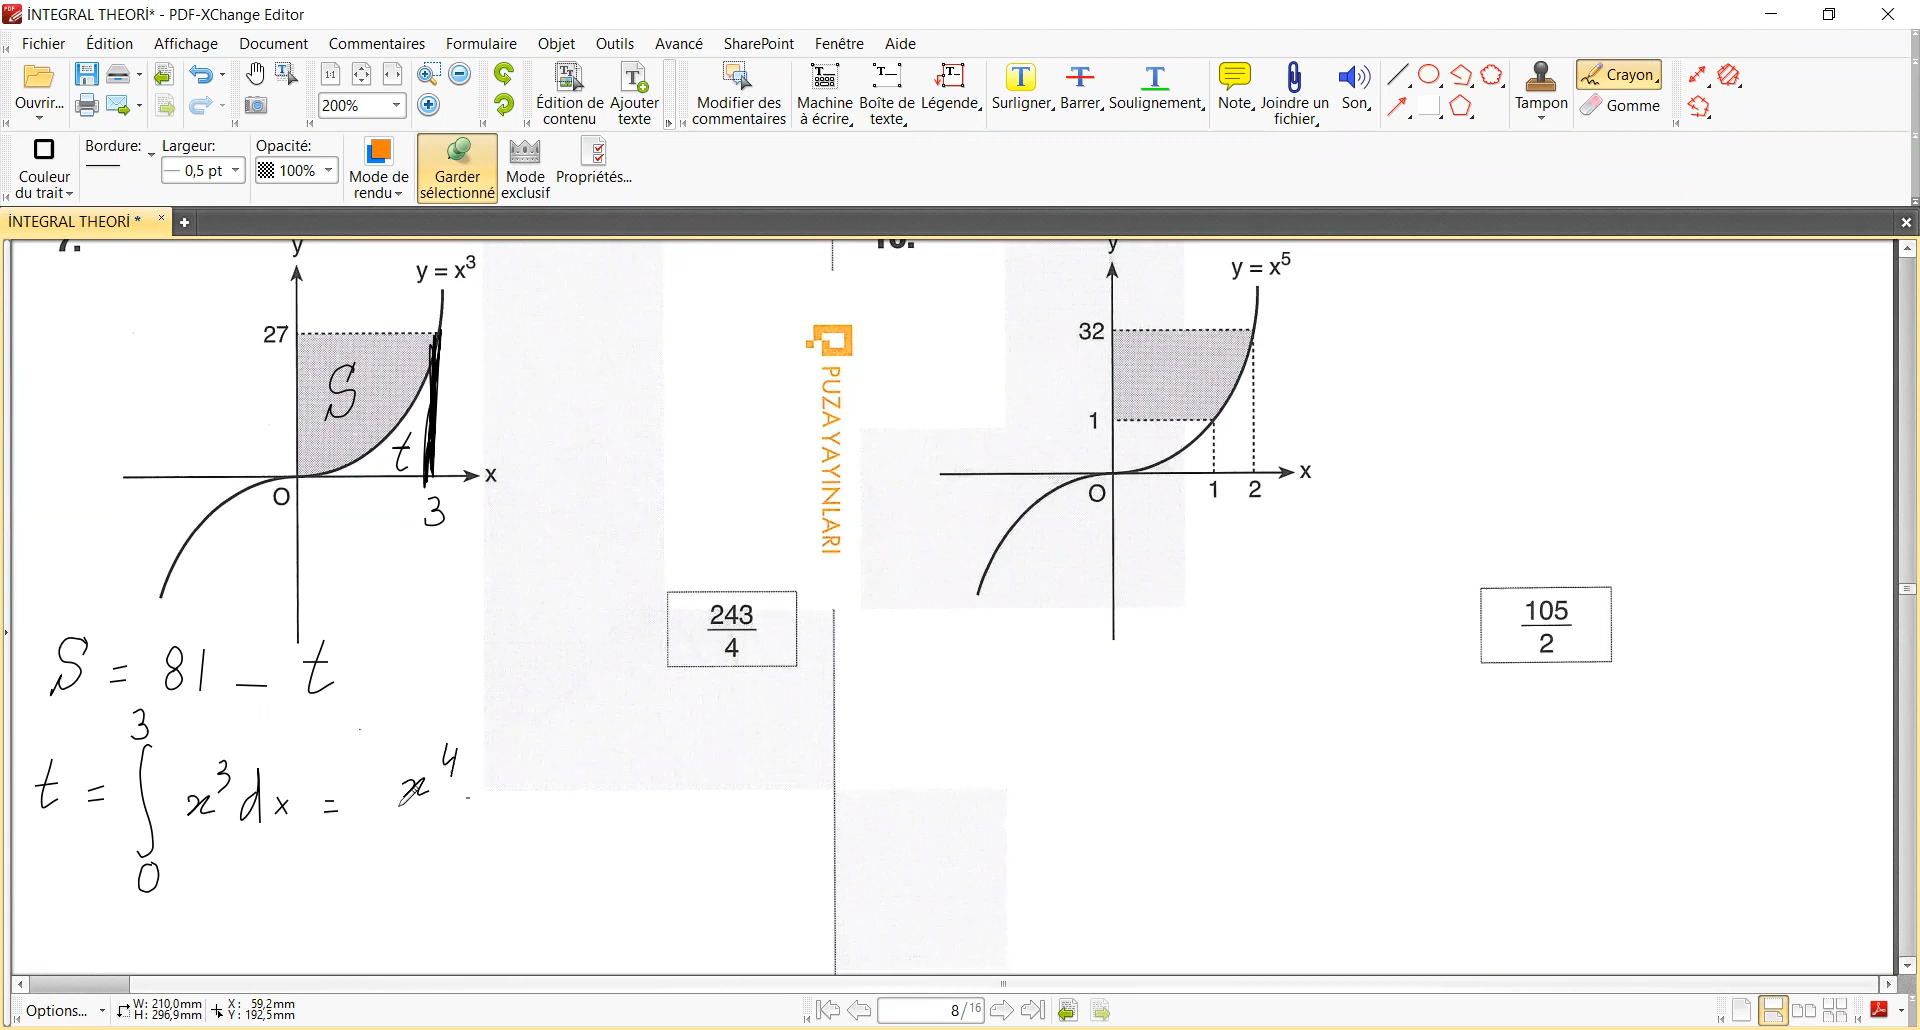 İNTEGRAL THEORİ* - PDF-XChange Editor
Fichier Édition Affichage Document Commentaires Formulaire Objet Outils Avancé SharePoint Fenêtre Aide
Ouvrir...
200%
Édition de contenu
Ajouter texte
Modifier des commentaires
Machine à écrire
Boîte de texte
Légende
Surligner
Barrer
Soulignement
Note
Joindre un fichier
Son
Tampon
Crayon
Gomme
Couleur du trait
Bordure:
Largeur:
0,5 pt
Opacité:
100%
Mode de rendu
Garder sélectionné
Mode exclusif
Propriétés...
İNTEGRAL THEORİ *
7.
y
y = x³
27
S
t
x
O
3
243
4
S = 81 - t
3
t = ∫ x³ dx = x⁴
0
PUZA YAYINLARI
10.
y
y = x⁵
32
1
x
O
1 2
105
2
Options...
W: 210,0mm
H: 296,9mm
X: 59,2mm
Y: 192,5mm
8/16